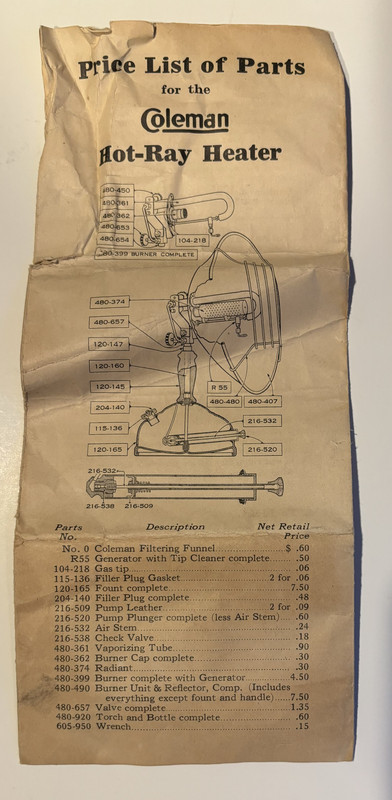 Price List of Parts
for the
Coleman
Hot-Ray Heater
480-450
480-361
480-362
480-653
480-654
104-218
480-399 BURNER COMPLETE
480-374
480-657
120-147
120-160
120-145
R 55
480-480
480-407
204-140
216-532
115-136
216-520
120-165
216-532
216-538
216-509
Parts No. Description Net Retail Price
No. 0 Coleman Filtering Funnel $ .60
R55 Generator with Tip Cleaner complete .50
104-218 Gas tip .06
115-136 Filler Plug Gasket 2 for .06
120-165 Fount complete 7.50
204-140 Filler Plug complete .48
216-509 Pump Leather 2 for .09
216-520 Pump Plunger complete (less Air Stem) .60
216-532 Air Stem .24
216-538 Check Valve .18
480-361 Vaporizing Tube .90
480-362 Burner Cap complete .30
480-374 Radiant .30
480-399 Burner complete with Generator 4.50
480-490 Burner Unit & Reflector, Comp. (Includes
everything except fount and handle) 7.50
480-657 Valve complete 1.35
480-920 Torch and Bottle complete .60
605-950 Wrench .15